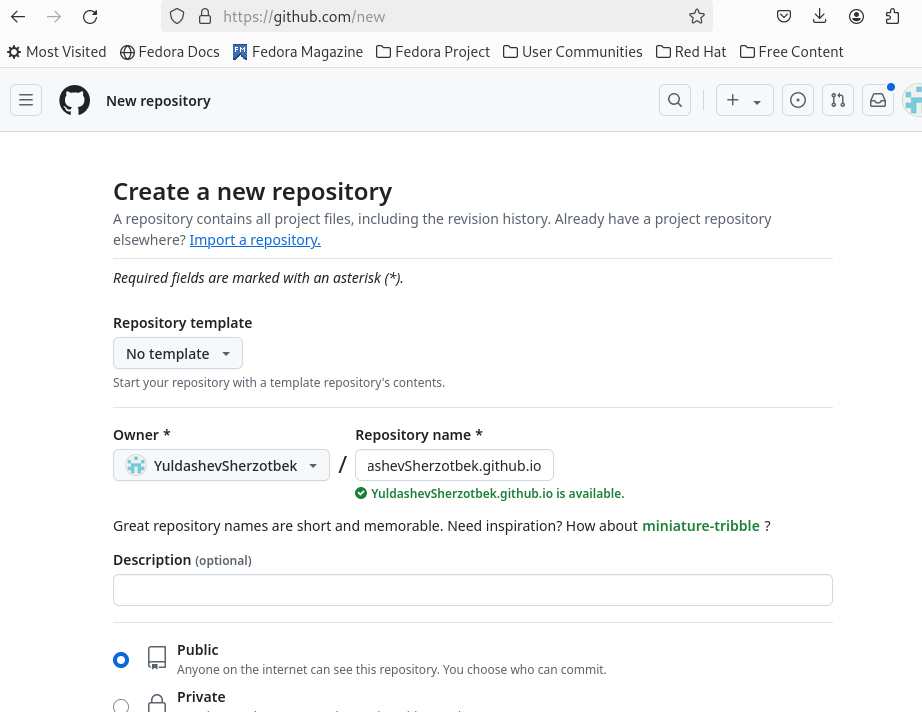 https://github.com/new
Most Visited Fedora Docs FM Fedora Magazine Fedora Project User Communities Red Hat Free Content
New repository
Create a new repository
A repository contains all project files, including the revision history. Already have a project repository
elsewhere? Import a repository.
Required fields are marked with an asterisk (*).
Repository template
No template
Start your repository with a template repository's contents.
Owner * Repository name *
YuldashevSherzotbek / ashevSherzotbek.github.io
YuldashevSherzotbek.github.io is available.
Great repository names are short and memorable. Need inspiration? How about miniature-tribble ?
Description (optional)
Public
Anyone on the internet can see this repository. You choose who can commit.
Private